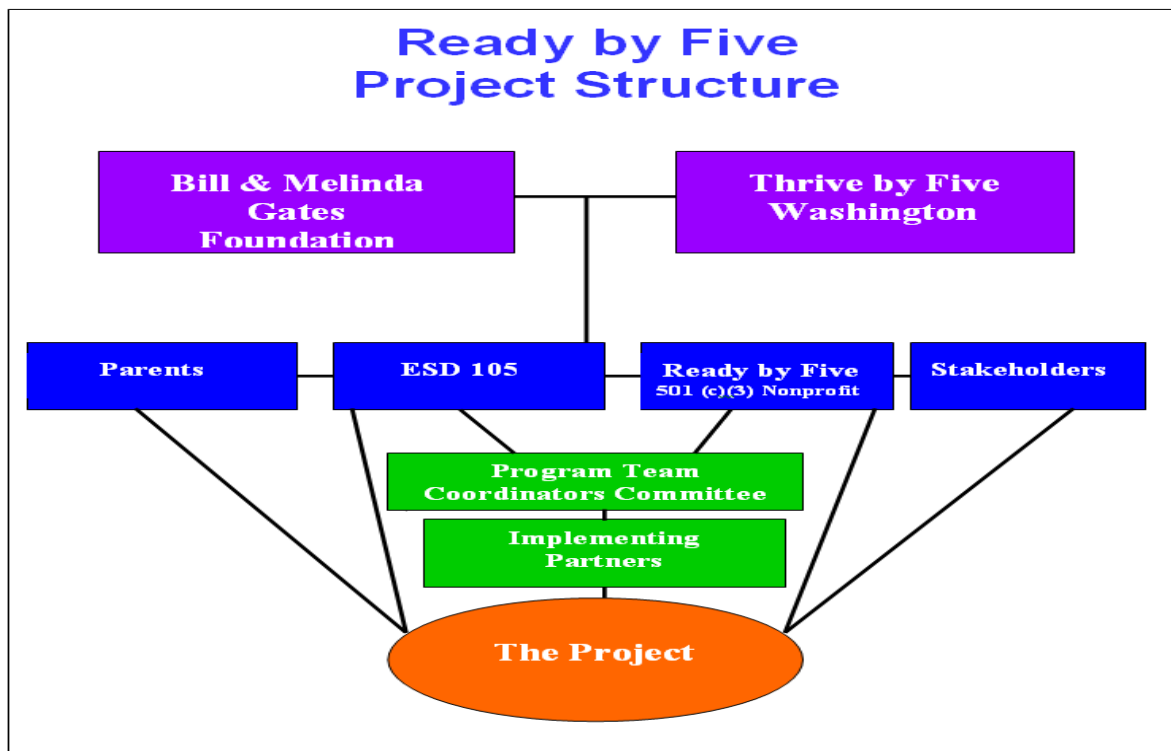 Ready by Five
Project Structure
Bill & Melinda
Gates
Foundation
Thrive by Five
Washington
Parents
ESD 105
Ready by Five
501 (c)(3) Nonprofit
Stakeholders
Program Team
Coordinators Committee
Implementing
Partners
The Project